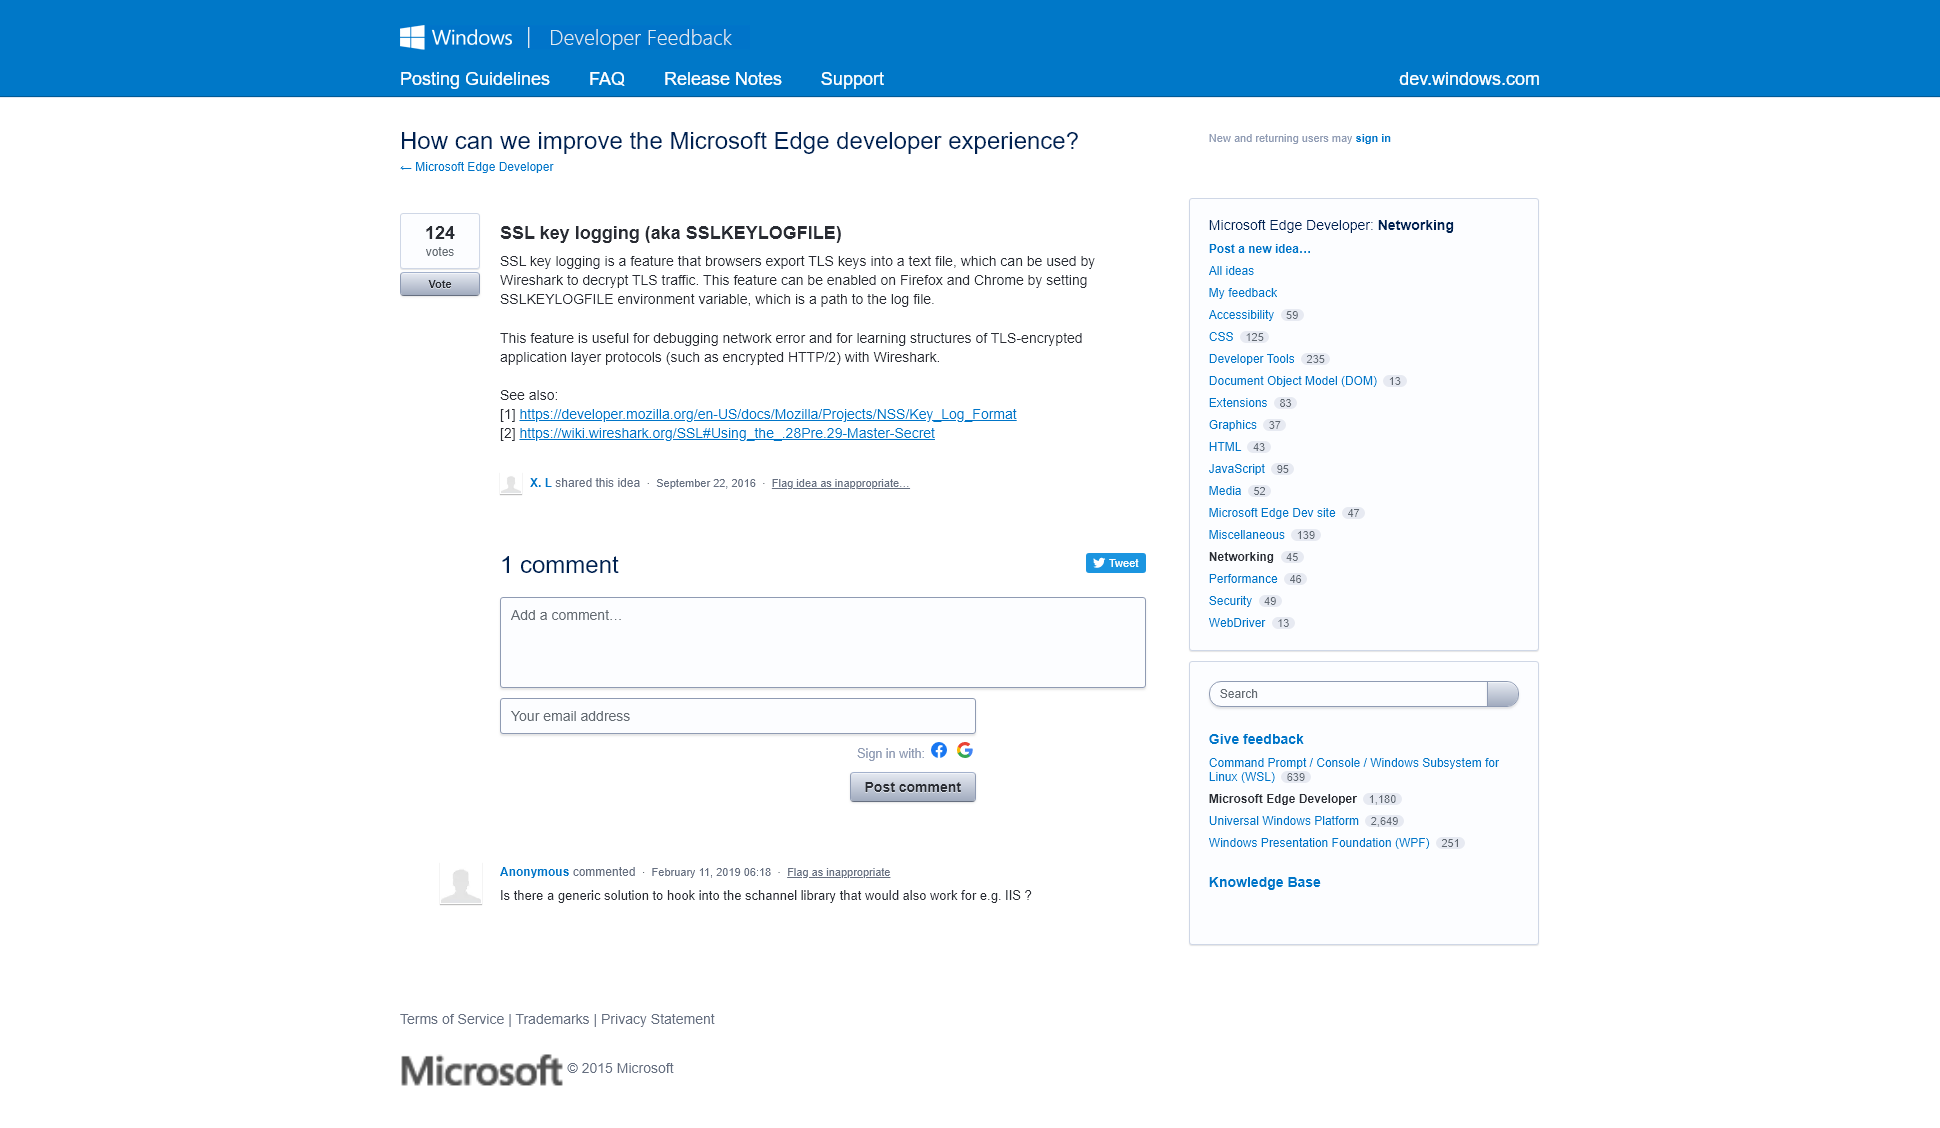 Windows | Developer Feedback
Posting Guidelines FAQ Release Notes Support dev.windows.com
How can we improve the Microsoft Edge developer experience?
← Microsoft Edge Developer
New and returning users may sign in
124
votes
Vote
SSL key logging (aka SSLKEYLOGFILE)
SSL key logging is a feature that browsers export TLS keys into a text file, which can be used by
Wireshark to decrypt TLS traffic. This feature can be enabled on Firefox and Chrome by setting
SSLKEYLOGFILE environment variable, which is a path to the log file.
This feature is useful for debugging network error and for learning structures of TLS-encrypted
application layer protocols (such as encrypted HTTP/2) with Wireshark.
See also:
[1] https://developer.mozilla.org/en-US/docs/Mozilla/Projects/NSS/Key_Log_Format
[2] https://wiki.wireshark.org/SSL#Using_the_.28Pre.29-Master-Secret
X. L shared this idea · September 22, 2016 · Flag idea as inappropriate…
1 comment
Tweet
Add a comment…
Your email address
Sign in with:
Post comment
Anonymous commented · February 11, 2019 06:18 · Flag as inappropriate
Is there a generic solution to hook into the schannel library that would also work for e.g. IIS ?
Microsoft Edge Developer: Networking
Post a new idea…
All ideas
My feedback
Accessibility 59
CSS 125
Developer Tools 235
Document Object Model (DOM) 13
Extensions 83
Graphics 37
HTML 43
JavaScript 95
Media 52
Microsoft Edge Dev site 47
Miscellaneous 139
Networking 45
Performance 46
Security 49
WebDriver 13
Search
Give feedback
Command Prompt / Console / Windows Subsystem for
Linux (WSL) 639
Microsoft Edge Developer 1,180
Universal Windows Platform 2,649
Windows Presentation Foundation (WPF) 251
Knowledge Base
Terms of Service | Trademarks | Privacy Statement
Microsoft © 2015 Microsoft